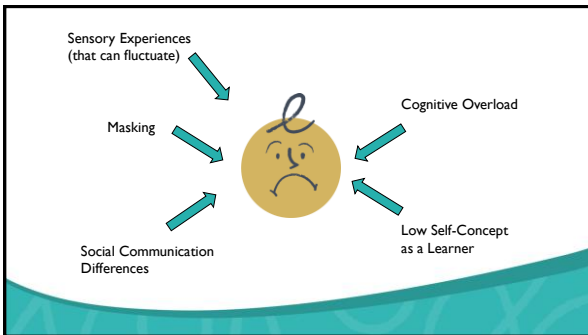 Sensory Experiences
(that can fluctuate)
Masking
Social Communication
Differences
Cognitive Overload
Low Self-Concept
as a Learner